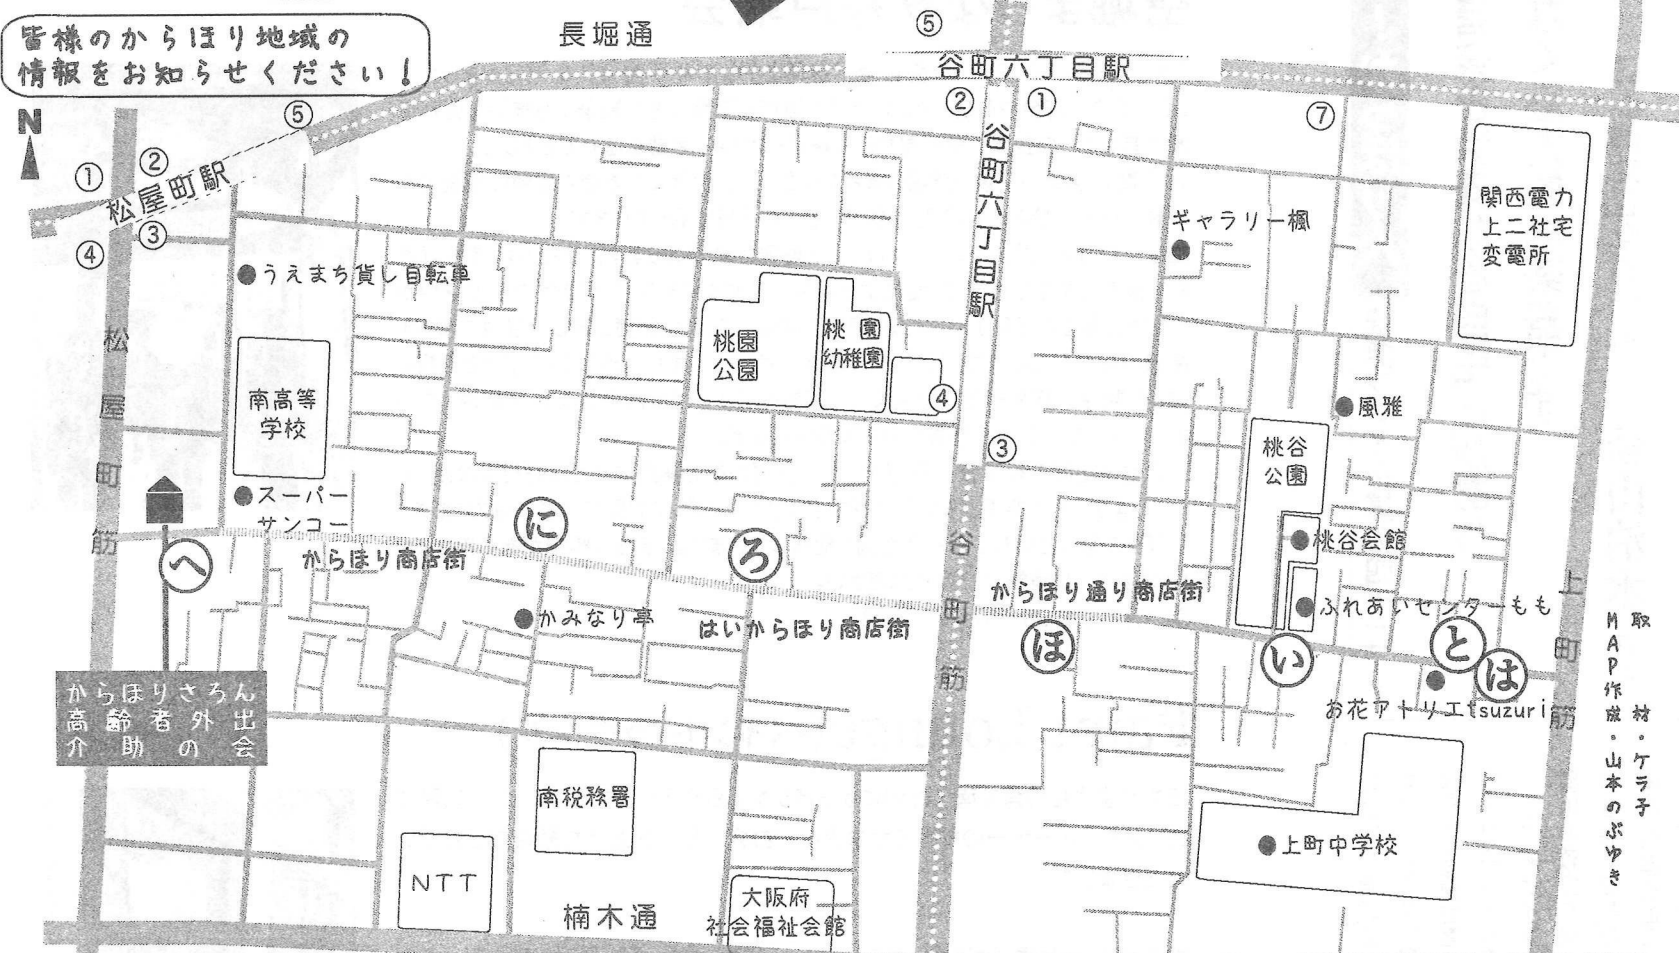 皆様のからほり地域の
情報をお知らせください！
長堀通
⑤
谷町六丁目駅
②
①
⑦
N
⑤
①
②
松屋町駅
③
④
谷町六丁目駅
ギャラリー楓
関西電力
上二社宅
変電所
うえまち貸し自転車
松屋町筋
桃園
公園
桃園
幼稚園
④
南高等
学校
風雅
桃谷
公園
③
スーパー
サンコー
に
ろ
へ
からほり商店街
桃谷会館
谷町筋
からほり通り商店街
ふれあいセンターもも
上町筋
かみなり亭
はいからほり商店街
ほ
い
と
は
お花アトリエtsuzuri
からほりさろん
高齢者外出
介助の会
南税務署
上町中学校
NTT
楠木通
大阪府
社会福祉会館
取材・ケラ子
MAP作成・山本のぶゆき